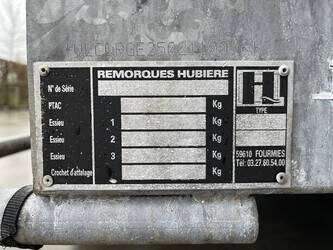 REMORQUES HUBIERE
N° de Série
PTAC Kg
Essieu 1 Kg
Essieu 2 Kg
Essieu 3 Kg
Crochet d'attelage Kg
H
TYPE
59610 FOURMIES
Tél : 03.27.60.54.00